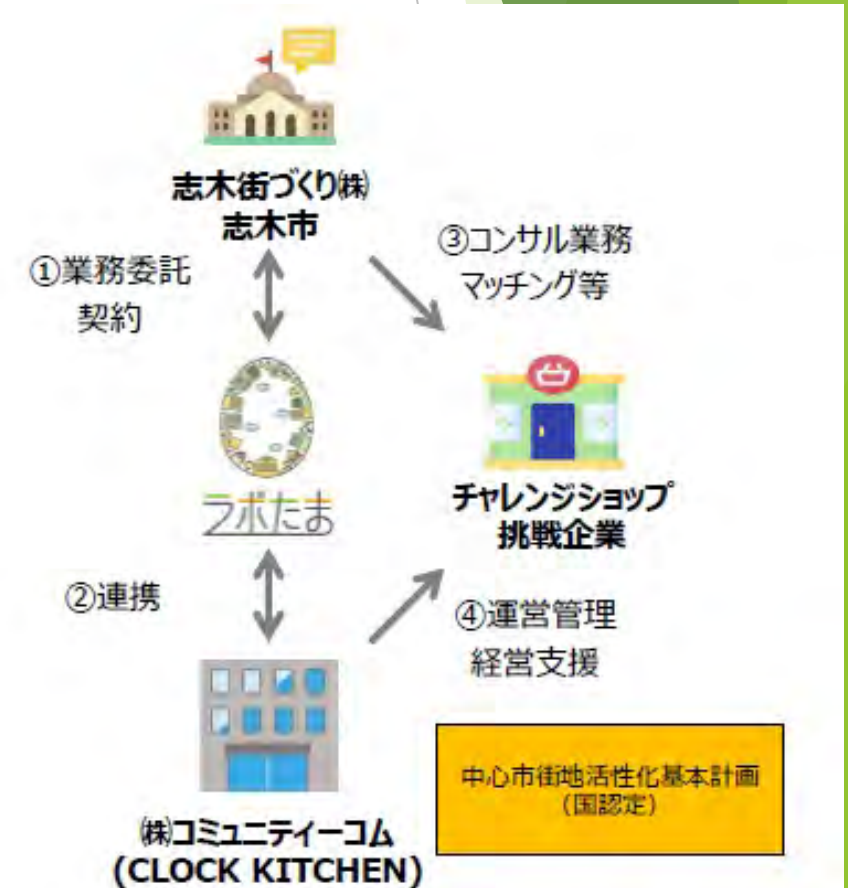 志木街づくり㈱
志木市
①業務委託
契約
③コンサル業務
マッチング等
ラボたま
チャレンジショップ
挑戦企業
②連携
④運営管理
経営支援
㈱コミュニティーコム
(CLOCK KITCHEN)
中心市街地活性化基本計画
(国認定)